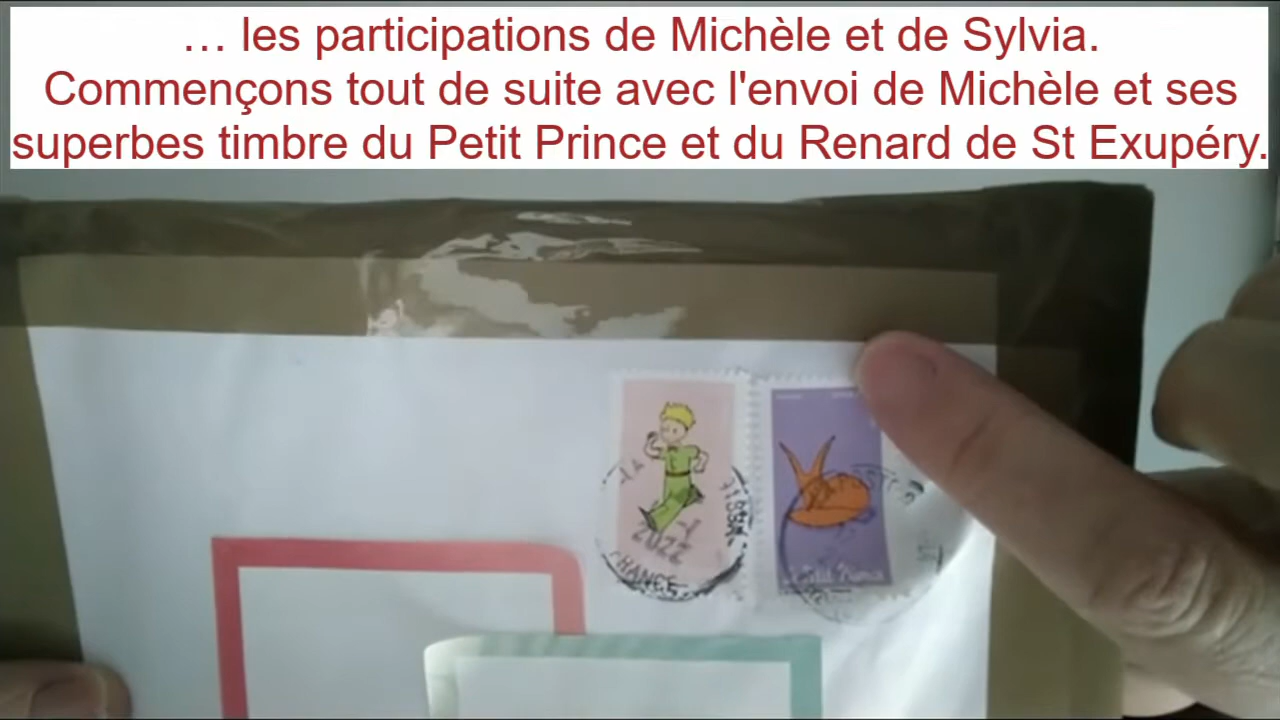 … les participations de Michèle et de Sylvia.
Commençons tout de suite avec l'envoi de Michèle et ses
superbes timbre du Petit Prince et du Renard de St Exupéry.
2022